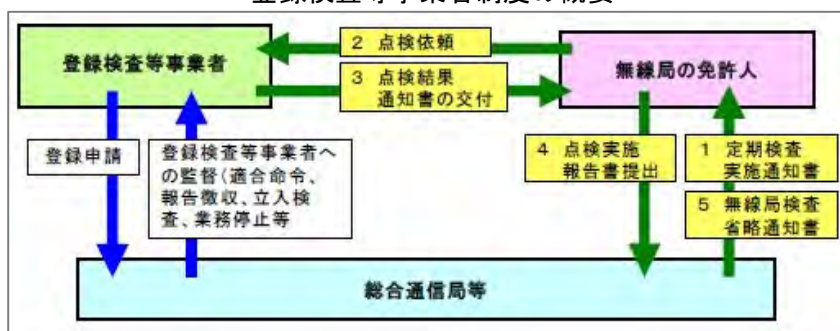 登録検査等事業者制度の概要
登録検査等事業者
2 点検依頼
3 点検結果
通知書の交付
無線局の免許人
登録申請
登録検査等事業者へ
の監督(適合命令、
報告徴収、立入検
査、業務停止等
4 点検実施
報告書提出
1 定期検査
実施通知書
5 無線局検査
省略通知書
総合通信局等